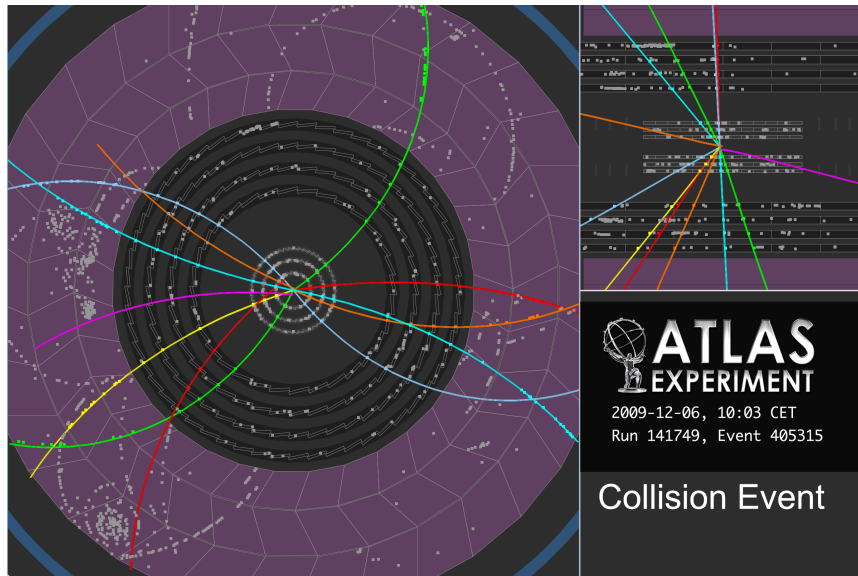 ATLAS
EXPERIMENT
2009-12-06, 10:03 CET
Run 141749, Event 405315
Collision Event